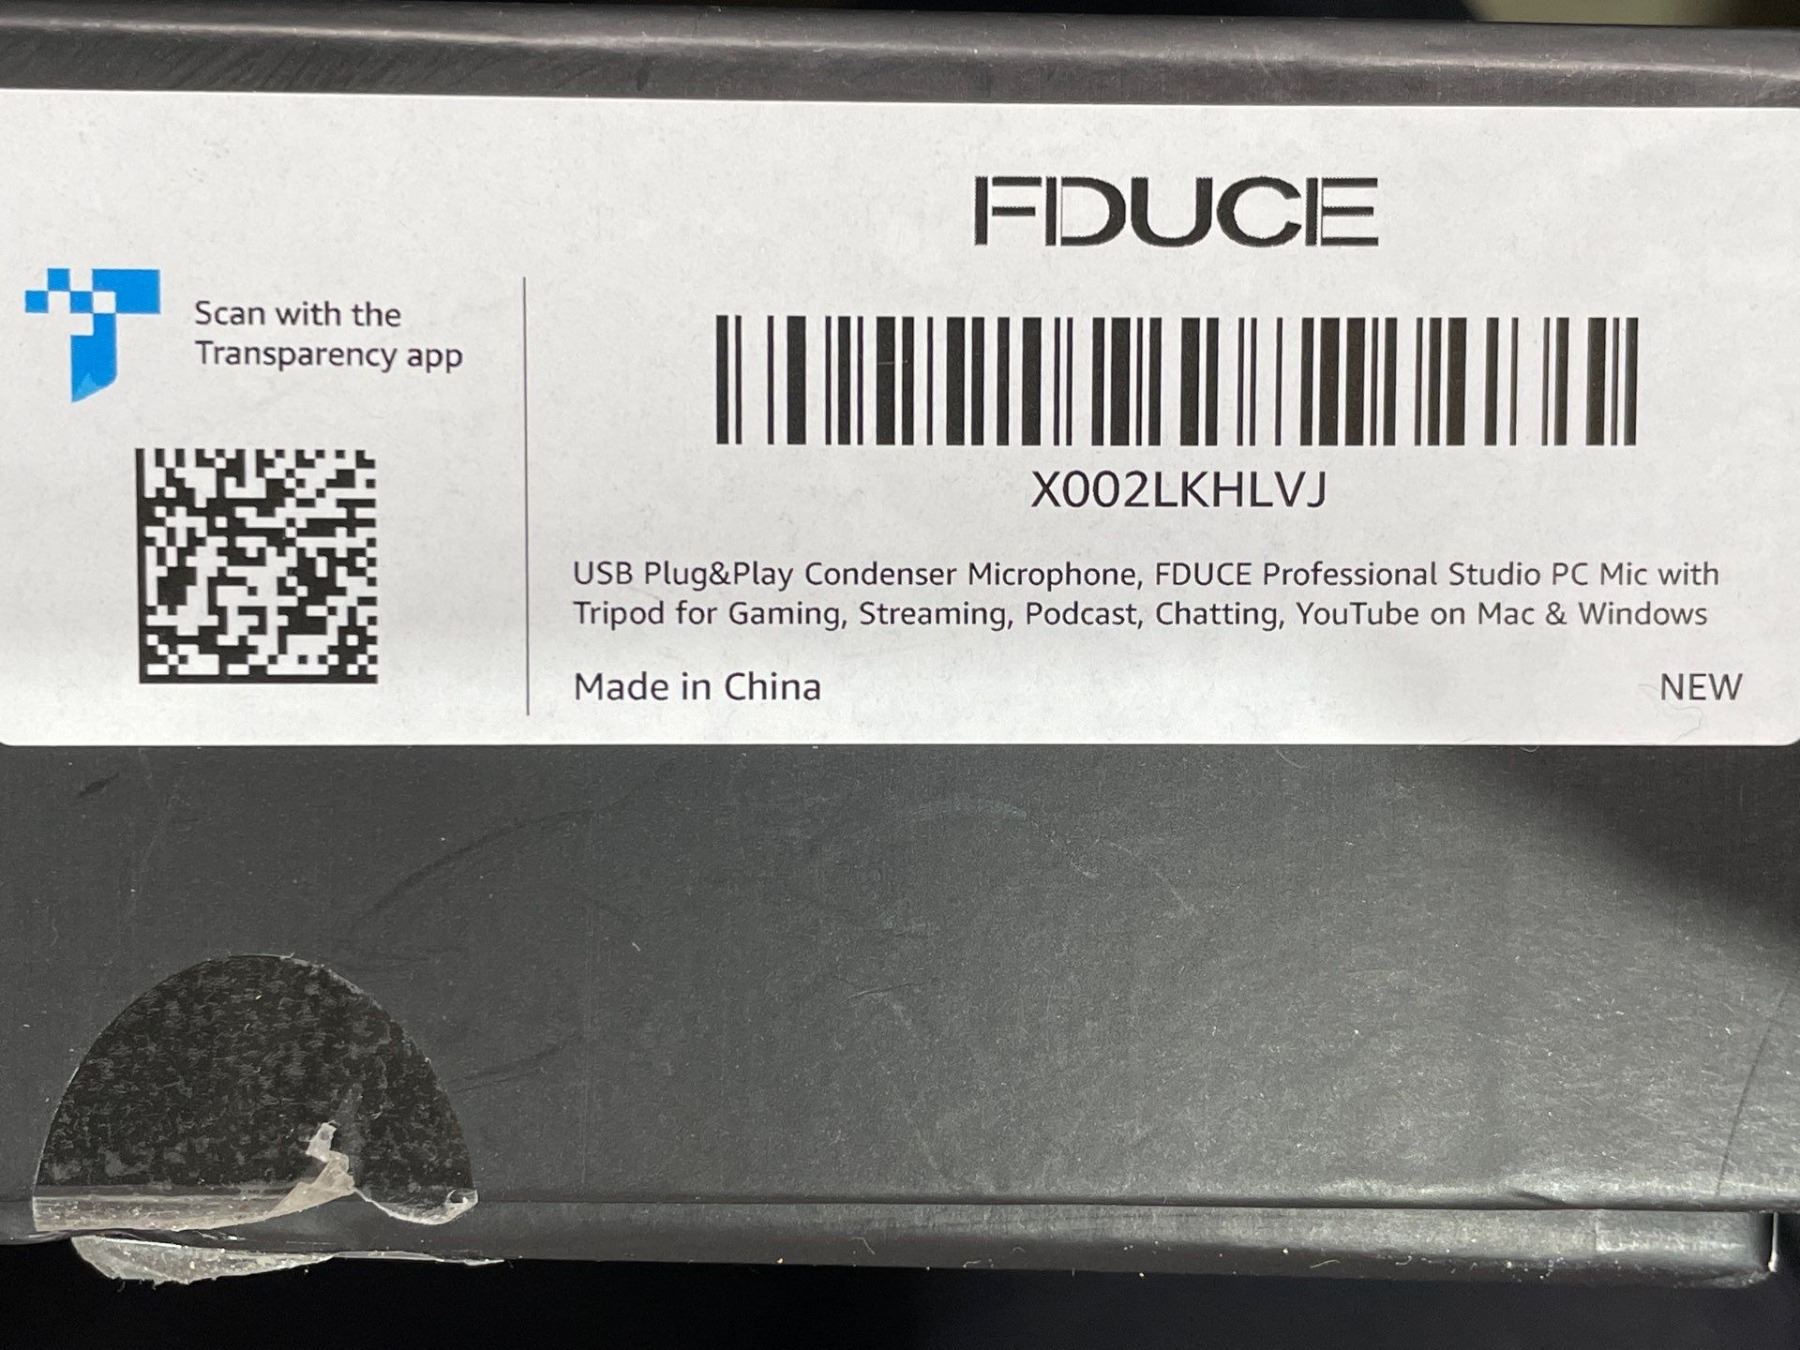 FDUCE
Scan with the
Transparency app
X002LKHLVJ
USB Plug&Play Condenser Microphone, FDUCE Professional Studio PC Mic with
Tripod for Gaming, Streaming, Podcast, Chatting, YouTube on Mac & Windows
Made in China
NEW